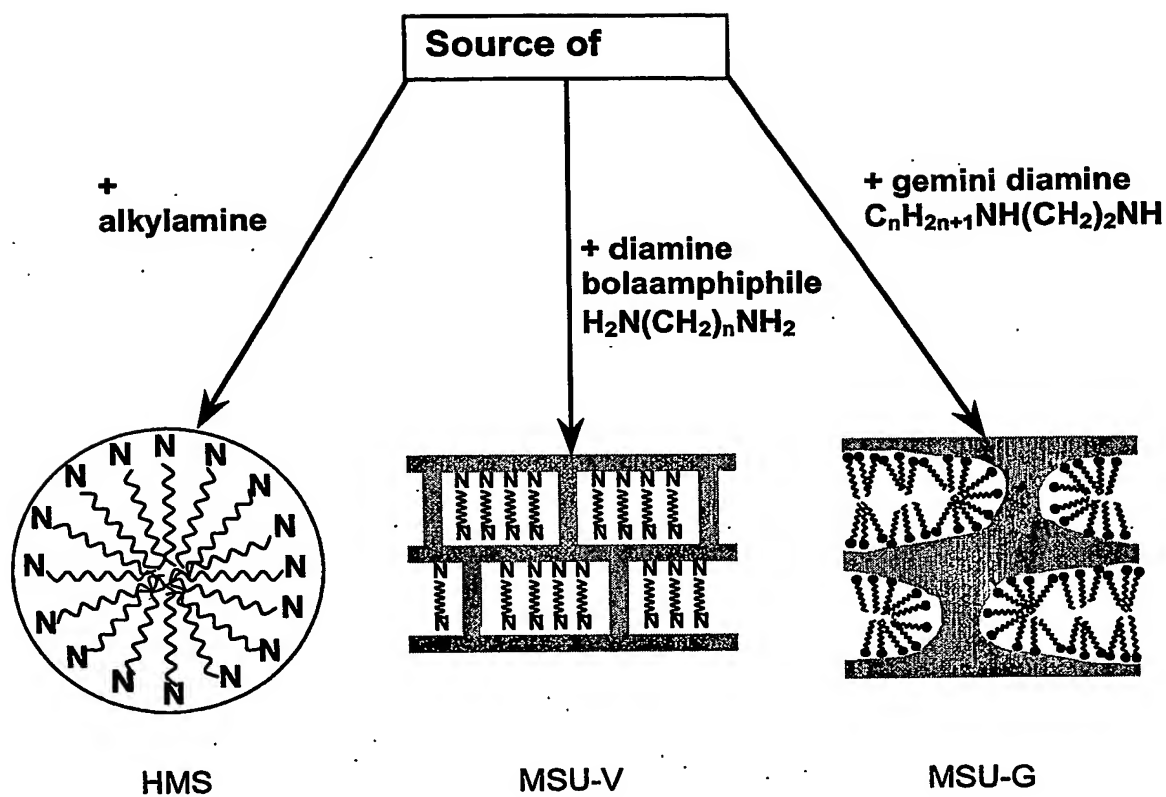 Source of
+
alkylamine
+ diamine
bolaamphiphile
H₂N(CH₂)ₙNH₂
+ gemini diamine
CₙH₂ₙ₊₁NH(CH₂)₂NH
N N N N N N N N N N N N N N N N
N N N N N N N N
N N N N N N N N
N N N N N N N N
N N N N N N N N
HMS
MSU-V
MSU-G